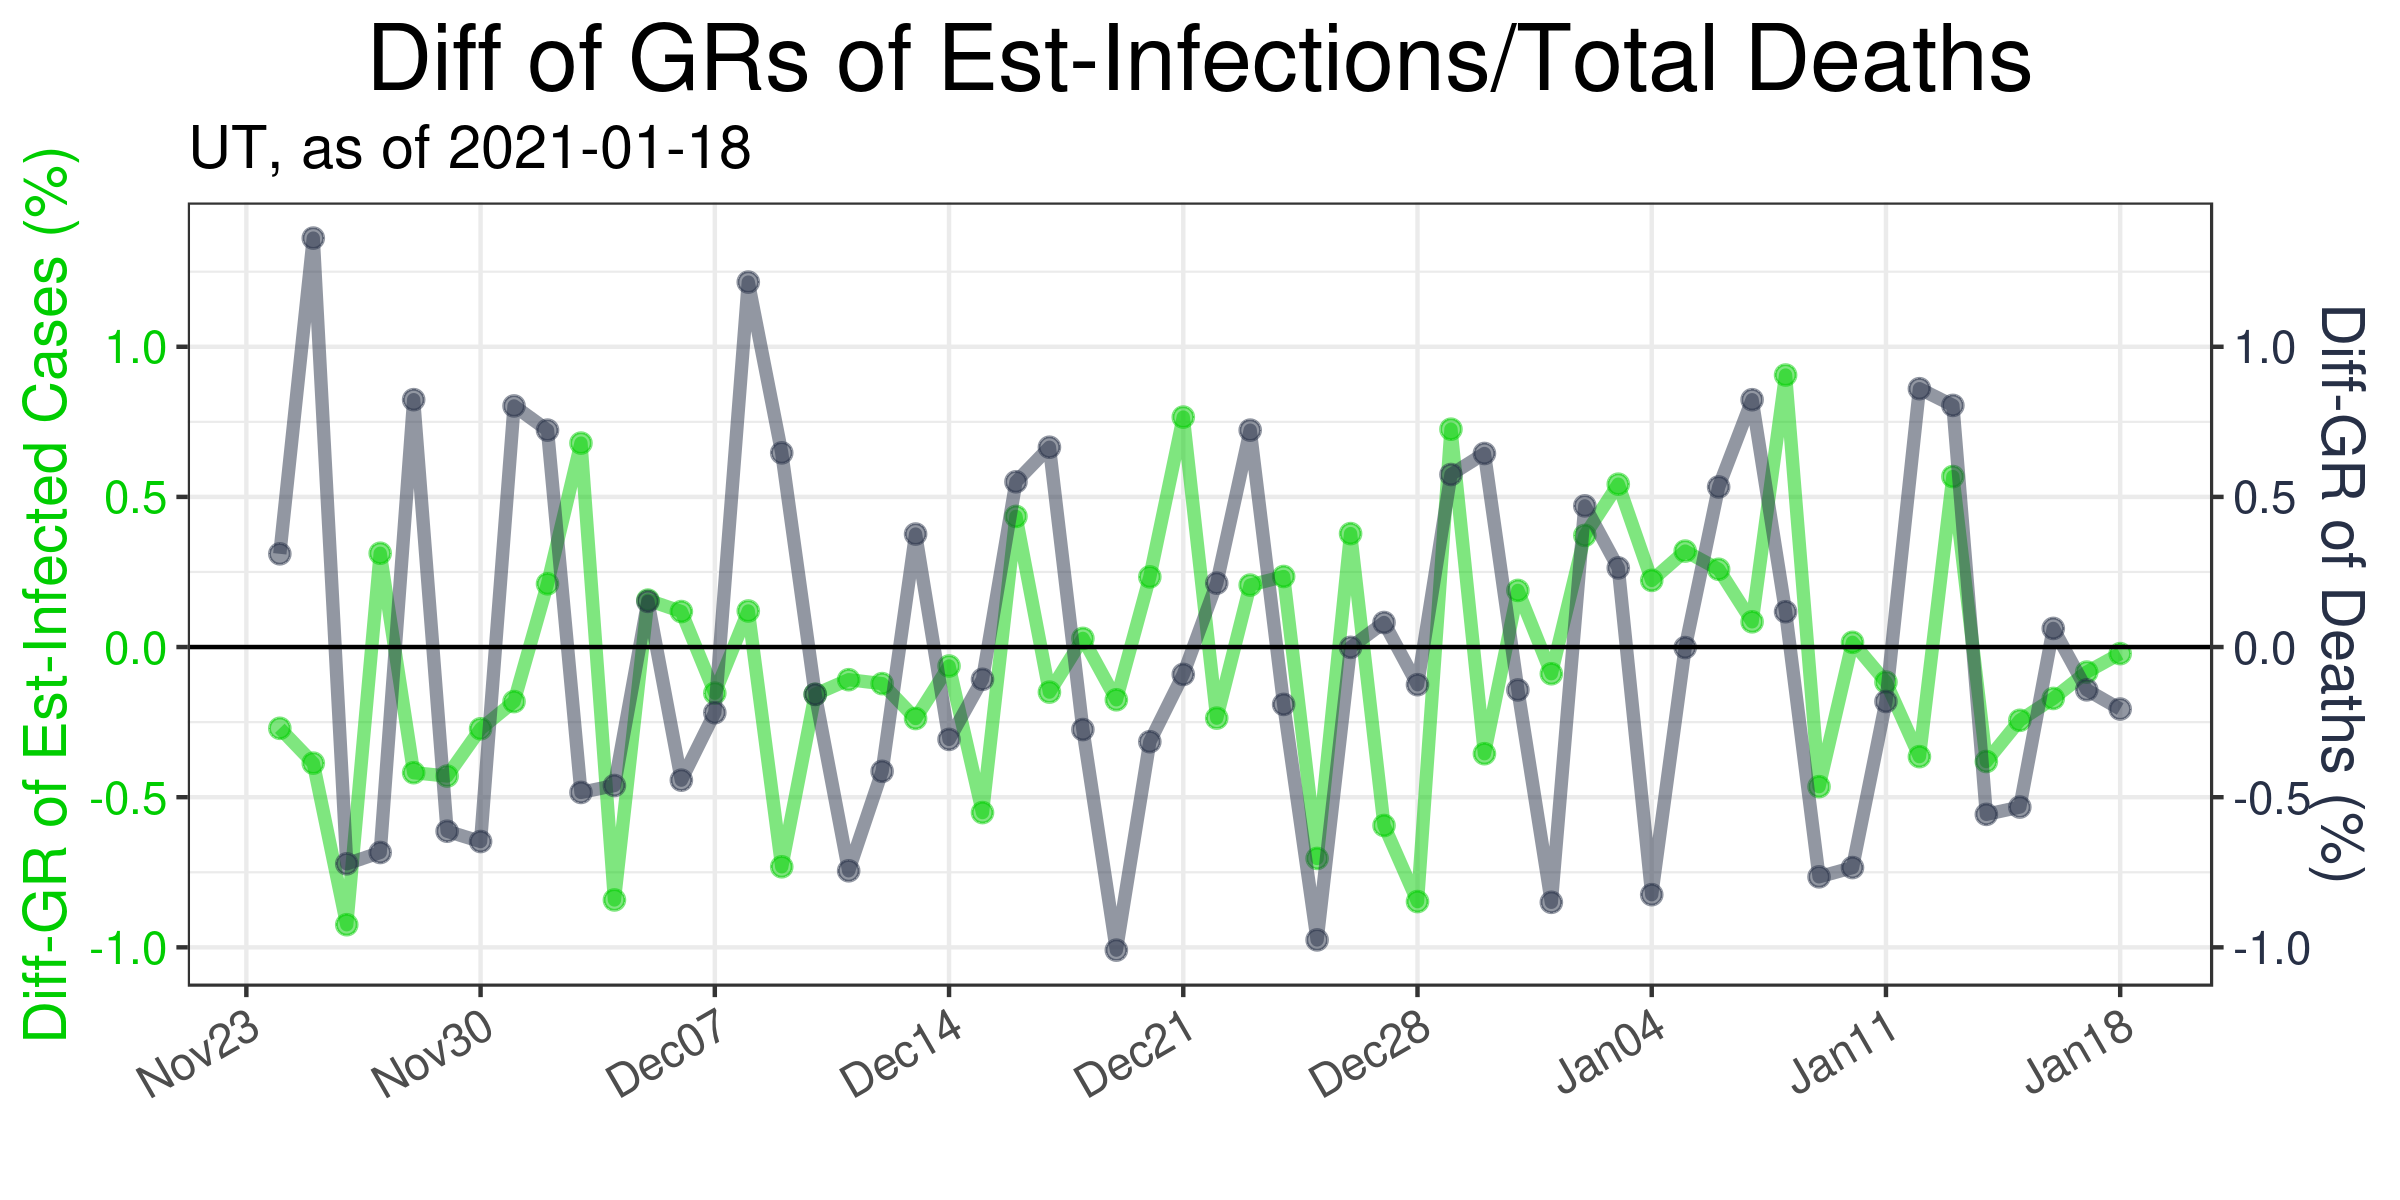 Diff of GRs of Est-Infections/Total Deaths
UT, as of 2021-01-18
Diff-GR of Est-Infected Cases (%)
1.0
0.5
0.0
-0.5
-1.0
1.0
0.5
0.0
-0.5
-1.0
Diff-GR of Deaths (%)
Nov23
Nov30
Dec07
Dec14
Dec21
Dec28
Jan04
Jan11
Jan18